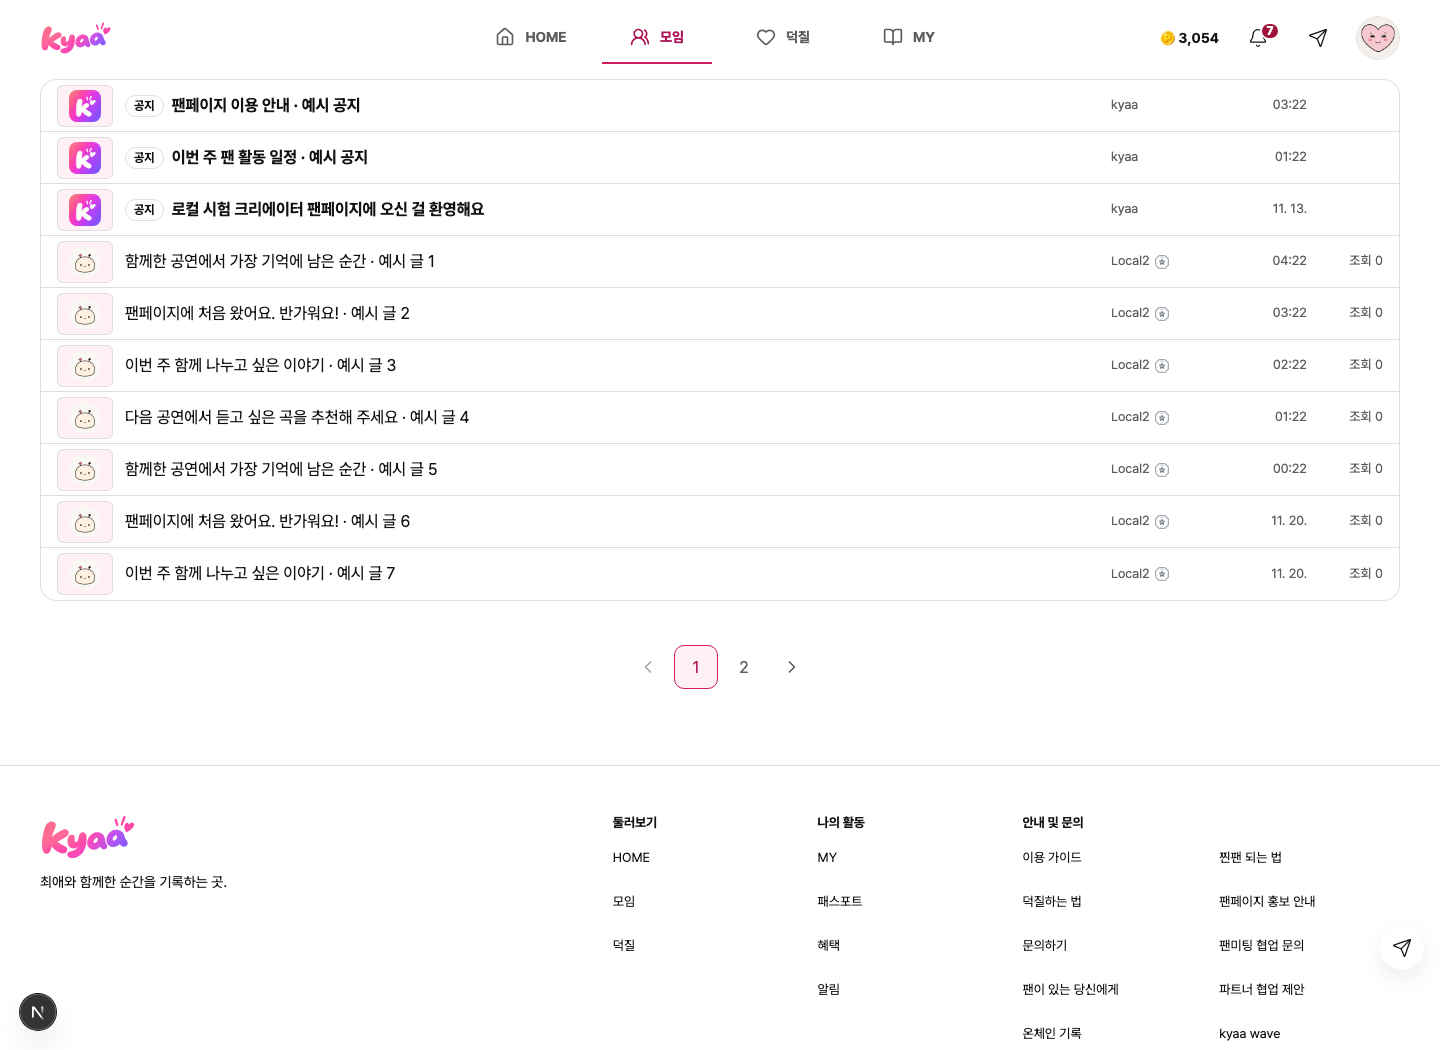 kyaa
HOME
모임
덕질
MY
3,054
7
K
공지 팬페이지 이용 안내 · 예시 공지 kyaa 03:22
K
공지 이번 주 팬 활동 일정 · 예시 공지 kyaa 01:22
K
공지 로컬 시험 크리에이터 팬페이지에 오신 걸 환영해요 kyaa 11. 13.
함께한 공연에서 가장 기억에 남은 순간 · 예시 글 1 Local2 04:22 조회 0
팬페이지에 처음 왔어요. 반가워요! · 예시 글 2 Local2 03:22 조회 0
이번 주 함께 나누고 싶은 이야기 · 예시 글 3 Local2 02:22 조회 0
다음 공연에서 듣고 싶은 곡을 추천해 주세요 · 예시 글 4 Local2 01:22 조회 0
함께한 공연에서 가장 기억에 남은 순간 · 예시 글 5 Local2 00:22 조회 0
팬페이지에 처음 왔어요. 반가워요! · 예시 글 6 Local2 11. 20. 조회 0
이번 주 함께 나누고 싶은 이야기 · 예시 글 7 Local2 11. 20. 조회 0
1 2
kyaa
최애와 함께한 순간을 기록하는 곳.
둘러보기
HOME
모임
덕질
나의 활동
MY
패스포트
혜택
알림
안내 및 문의
이용 가이드
덕질하는 법
문의하기
팬이 있는 당신에게
온체인 기록
찐팬 되는 법
팬페이지 홍보 안내
팬미팅 협업 문의
파트너 협업 제안
kyaa wave
N